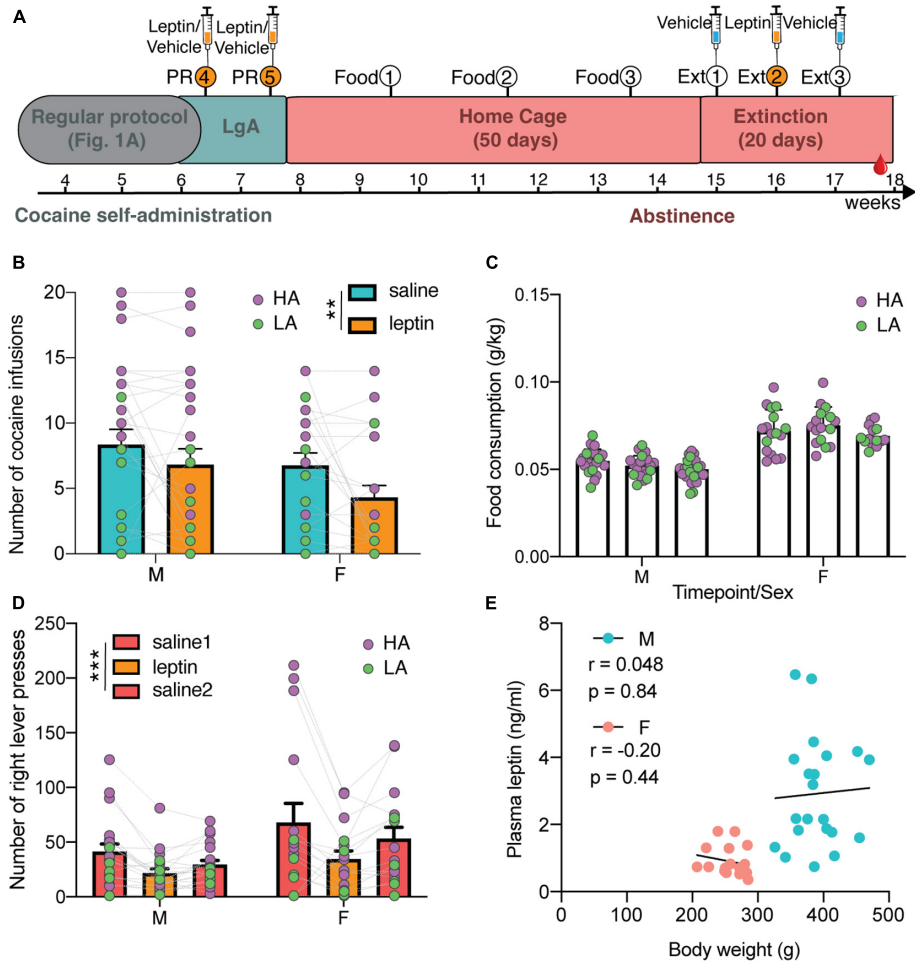 A
Leptin/
Vehicle
Leptin/
Vehicle
Vehicle
Leptin
Vehicle
PR 4
PR 5
Food 1
Food 2
Food 3
Ext 1
Ext 2
Ext 3
Regular protocol
(Fig. 1A)
LgA
Home Cage
(50 days)
Extinction
(20 days)
4 5 6 7 8 9 10 11 12 13 14 15 16 17 18
weeks
Cocaine self-administration
Abstinence
B
Number of cocaine infusions
20
15
10
5
0
HA
LA
**
saline
leptin
M
F
C
Food consumption (g/kg)
0.15
0.10
0.05
0.00
HA
LA
M
F
Timepoint/Sex
D
Number of right lever presses
250
200
150
100
50
0
***
saline1
leptin
saline2
HA
LA
M
F
E
Plasma leptin (ng/ml)
8
6
4
2
0
M
r = 0.048
p = 0.84
F
r = -0.20
p = 0.44
0 100 200 300 400 500
Body weight (g)